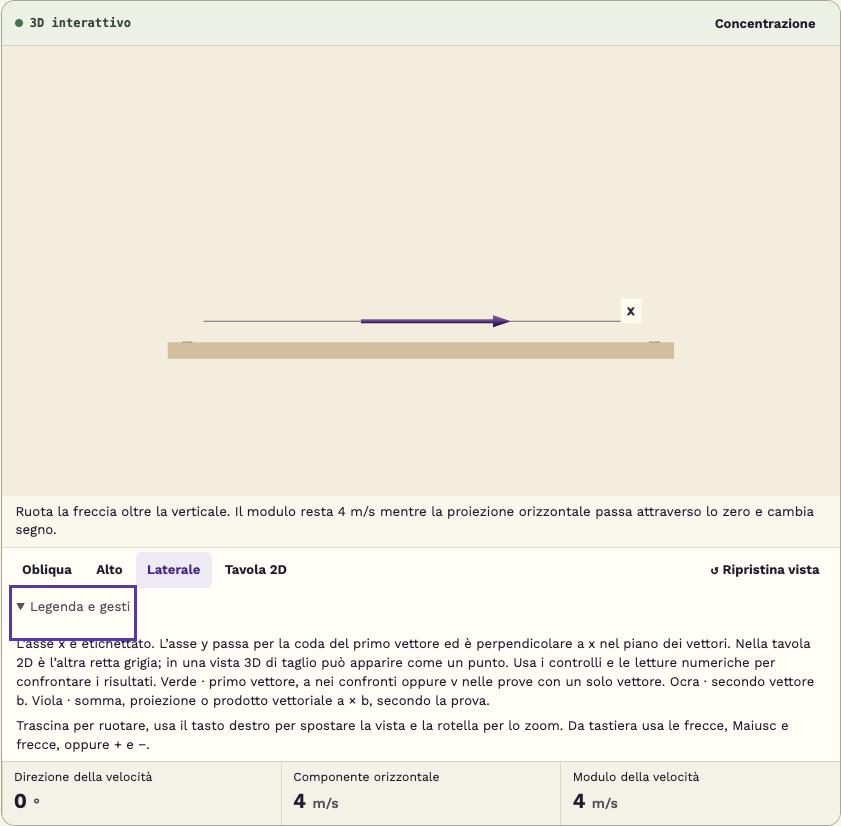 3D interattivo
Concentrazione
x
Ruota la freccia oltre la verticale. Il modulo resta 4 m/s mentre la proiezione orizzontale passa attraverso lo zero e cambia
segno.
Obliqua Alto Laterale Tavola 2D ↺ Ripristina vista
▼ Legenda e gesti
L’asse x è etichettato. L’asse y passa per la coda del primo vettore ed è perpendicolare a x nel piano dei vettori. Nella tavola
2D è l’altra retta grigia; in una vista 3D di taglio può apparire come un punto. Usa i controlli e le letture numeriche per
confrontare i risultati. Verde · primo vettore, a nei confronti oppure v nelle prove con un solo vettore. Ocra · secondo vettore
b. Viola · somma, proiezione o prodotto vettoriale a × b, secondo la prova.
Trascina per ruotare, usa il tasto destro per spostare la vista e la rotella per lo zoom. Da tastiera usa le frecce, Maiusc e
frecce, oppure + e −.
Direzione della velocità
0 °
Componente orizzontale
4 m/s
Modulo della velocità
4 m/s